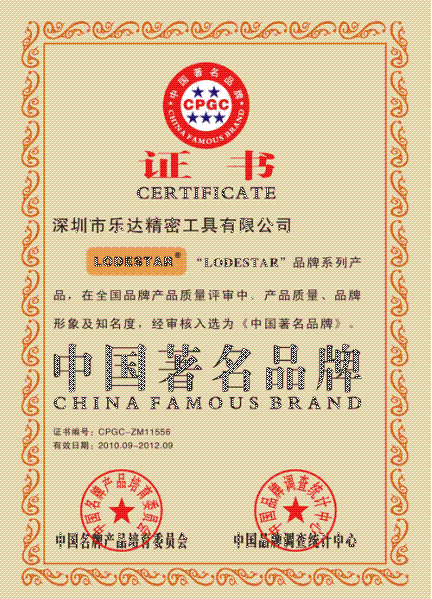 中国著名品牌
CPGC
CHINA FAMOUS BRAND
证书
CERTIFICATE
深圳市乐达精密工具有限公司
LODESTAR® “LODESTAR”品牌系列产
品，在全国品牌产品质量评审中．产品质量、品牌
形象及知名度，经审核入选为《中国著名品牌》。
中国著名品牌
CHINA FAMOUS BRAND
证书编号：CPGC-ZM11556
有效日期：2010.09-2012.09
中国名牌产品培育委员会
中国品牌调查统计中心
中国名牌产品培育委员会
中国品牌调查统计中心